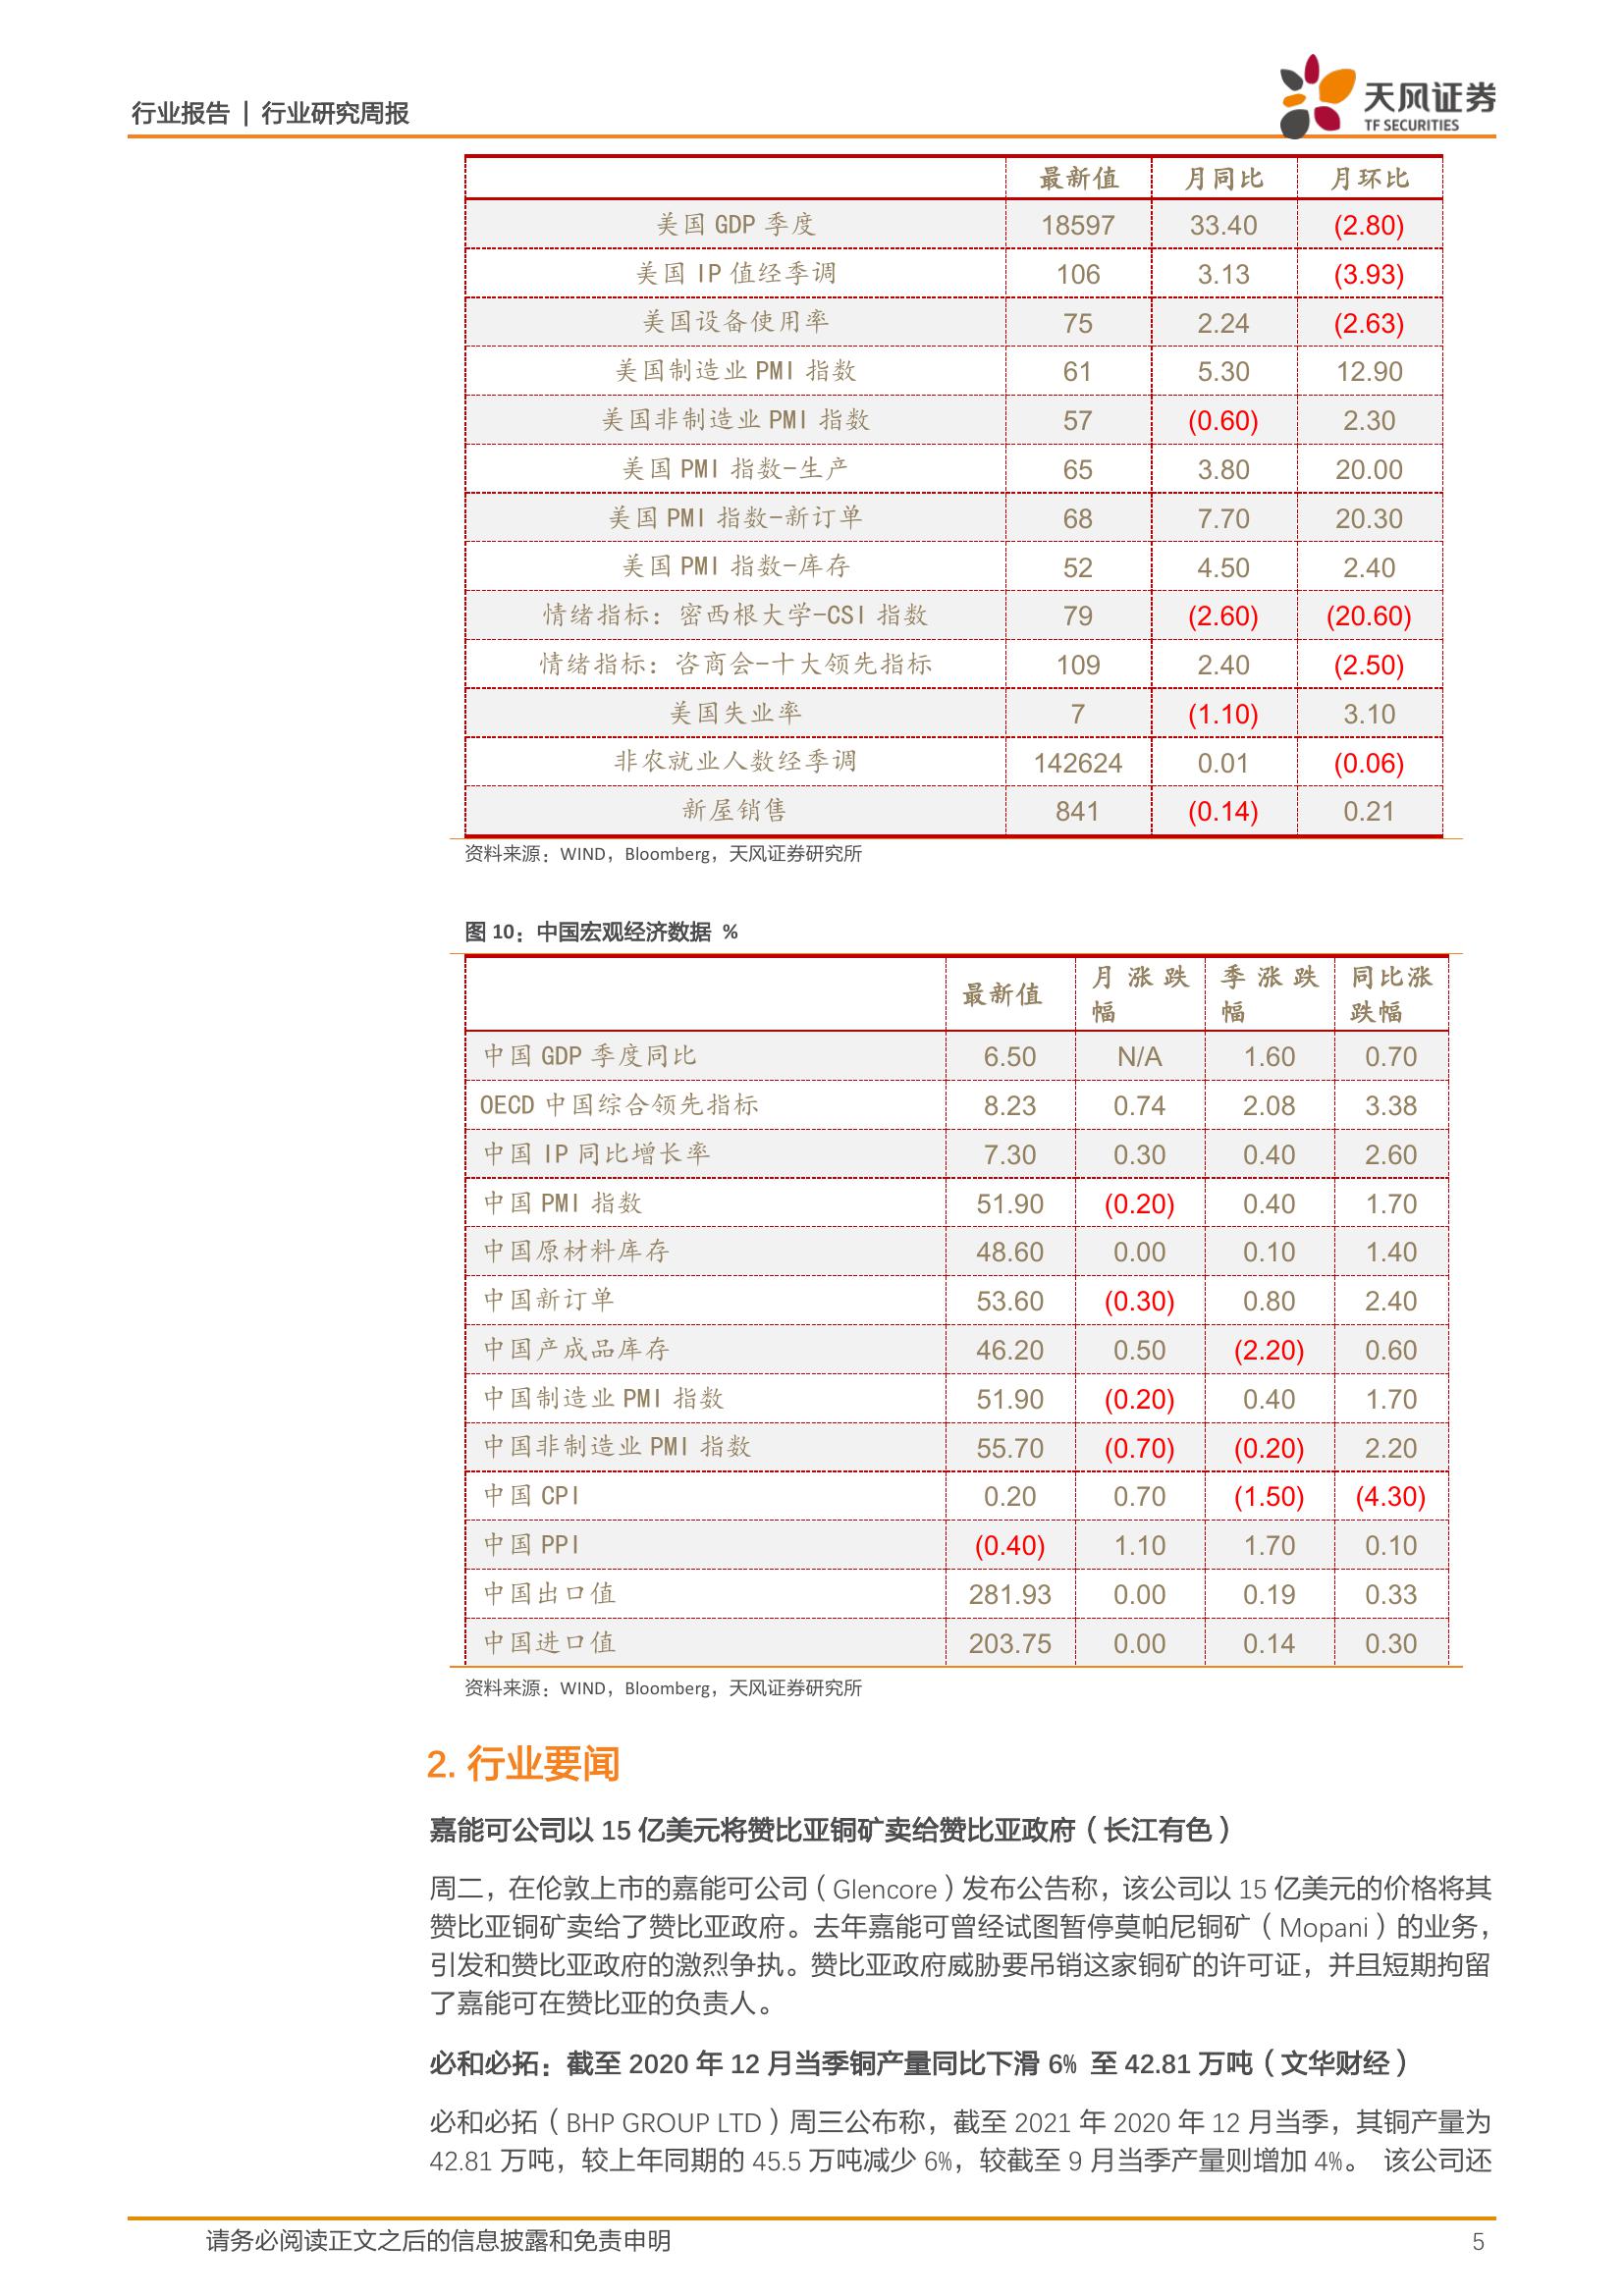 行业报告 | 行业研究周报
天风证券
TF SECURITIES
最新值 月同比 月环比
美国 GDP 季度 18597 33.40 (2.80)
美国 IP 值经季调 106 3.13 (3.93)
美国设备使用率 75 2.24 (2.63)
美国制造业 PMI 指数 61 5.30 12.90
美国非制造业 PMI 指数 57 (0.60) 2.30
美国 PMI 指数-生产 65 3.80 20.00
美国 PMI 指数-新订单 68 7.70 20.30
美国 PMI 指数-库存 52 4.50 2.40
情绪指标：密西根大学-CSI 指数 79 (2.60) (20.60)
情绪指标：咨商会-十大领先指标 109 2.40 (2.50)
美国失业率 7 (1.10) 3.10
非农就业人数经季调 142624 0.01 (0.06)
新屋销售 841 (0.14) 0.21
资料来源：WIND，Bloomberg，天风证券研究所
图 10：中国宏观经济数据 %
最新值 月涨跌幅 季涨跌幅 同比涨跌幅
中国 GDP 季度同比 6.50 N/A 1.60 0.70
OECD 中国综合领先指标 8.23 0.74 2.08 3.38
中国 IP 同比增长率 7.30 0.30 0.40 2.60
中国 PMI 指数 51.90 (0.20) 0.40 1.70
中国原材料库存 48.60 0.00 0.10 1.40
中国新订单 53.60 (0.30) 0.80 2.40
中国产成品库存 46.20 0.50 (2.20) 0.60
中国制造业 PMI 指数 51.90 (0.20) 0.40 1.70
中国非制造业 PMI 指数 55.70 (0.70) (0.20) 2.20
中国 CPI 0.20 0.70 (1.50) (4.30)
中国 PPI (0.40) 1.10 1.70 0.10
中国出口值 281.93 0.00 0.19 0.33
中国进口值 203.75 0.00 0.14 0.30
资料来源：WIND，Bloomberg，天风证券研究所
2. 行业要闻
嘉能可公司以 15 亿美元将赞比亚铜矿卖给赞比亚政府（长江有色）
周二，在伦敦上市的嘉能可公司（Glencore）发布公告称，该公司以 15 亿美元的价格将其
赞比亚铜矿卖给了赞比亚政府。去年嘉能可曾经试图暂停莫帕尼铜矿（Mopani）的业务，
引发和赞比亚政府的激烈争执。赞比亚政府威胁要吊销这家铜矿的许可证，并且短期拘留
了嘉能可在赞比亚的负责人。
必和必拓：截至 2020 年 12 月当季铜产量同比下滑 6% 至 42.81 万吨（文华财经）
必和必拓（BHP GROUP LTD）周三公布称，截至 2021 年 2020 年 12 月当季，其铜产量为
42.81 万吨，较上年同期的 45.5 万吨减少 6%，较截至 9 月当季产量则增加 4%。 该公司还
请务必阅读正文之后的信息披露和免责申明 5